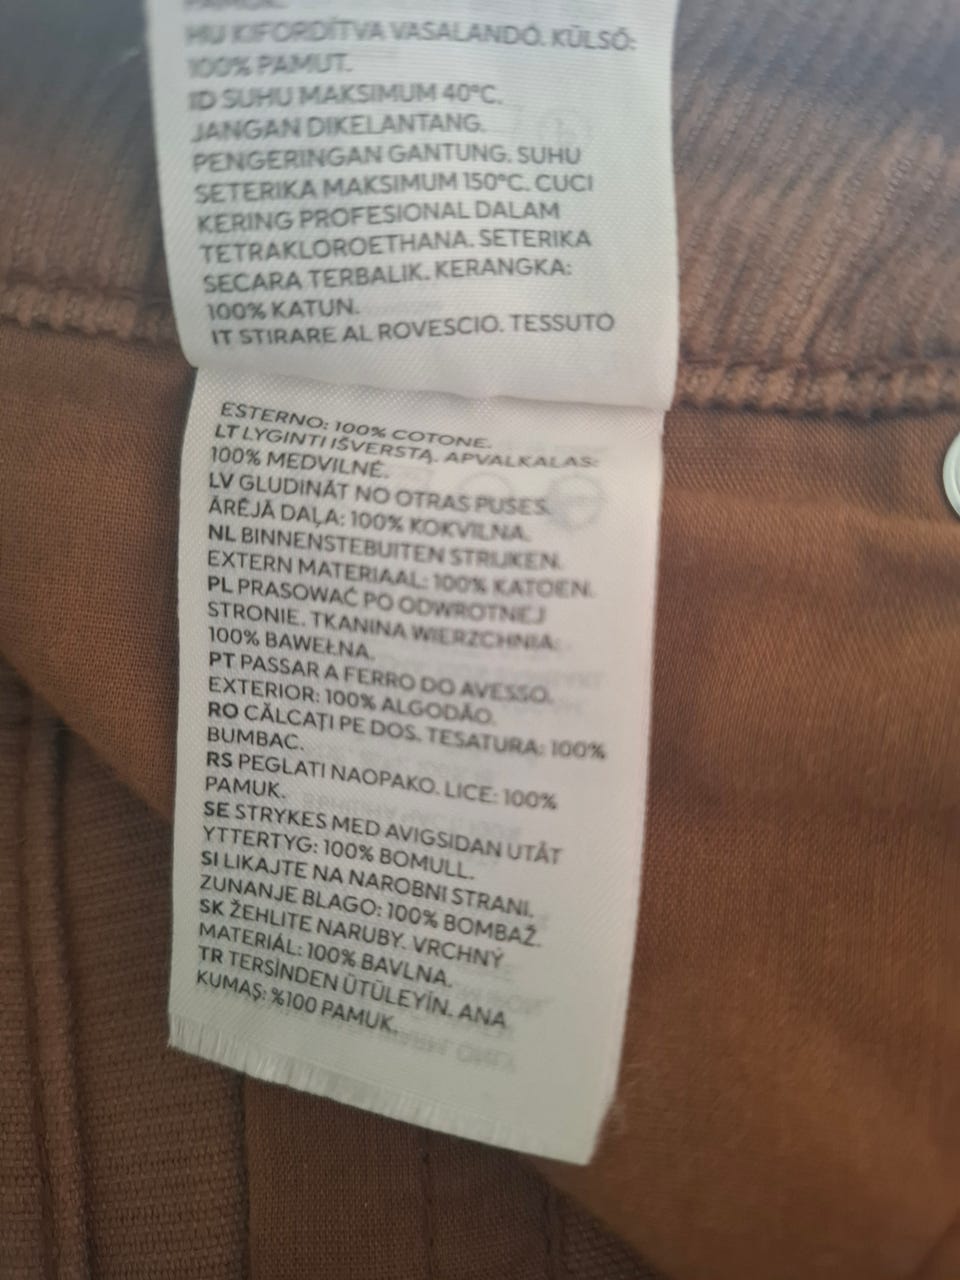 PAMUK.
HU KIFORDÍTVA VASALANDÓ. KÜLSŐ:
100% PAMUT.
ID SUHU MAKSIMUM 40°C.
JANGAN DIKELANTANG.
PENGERINGAN GANTUNG. SUHU
SETERIKA MAKSIMUM 150°C. CUCI
KERING PROFESIONAL DALAM
TETRAKLOROETHANA. SETERIKA
SECARA TERBALIK. KERANGKA:
100% KATUN.
IT STIRARE AL ROVESCIO. TESSUTO
ESTERNO: 100% COTONE.
LT LYGINTI IŠVERSTĄ. APVALKALAS:
100% MEDVILNĖ.
LV GLUDINĀT NO OTRAS PUSES.
ĀRĒJĀ DAĻA: 100% KOKVILNA.
NL BINNENSTEBUITEN STRIJKEN.
EXTERN MATERIAAL: 100% KATOEN.
PL PRASOWAĆ PO ODWROTNEJ
STRONIE. TKANINA WIERZCHNIA:
100% BAWEŁNA.
PT PASSAR A FERRO DO AVESSO.
EXTERIOR: 100% ALGODÃO.
RO CĂLCAȚI PE DOS. TESATURA: 100%
BUMBAC.
RS PEGLATI NAOPAKO. LICE: 100%
PAMUK.
SE STRYKES MED AVIGSIDAN UTÅT
YTTERTYG: 100% BOMULL.
SI LIKAJTE NA NAROBNI STRANI.
ZUNANJE BLAGO: 100% BOMBAŽ.
SK ŽEHLITE NARUBY. VRCHNÝ
MATERIÁL: 100% BAVLNA.
TR TERSİNDEN ÜTÜLEYİN. ANA
KUMAŞ: %100 PAMUK.